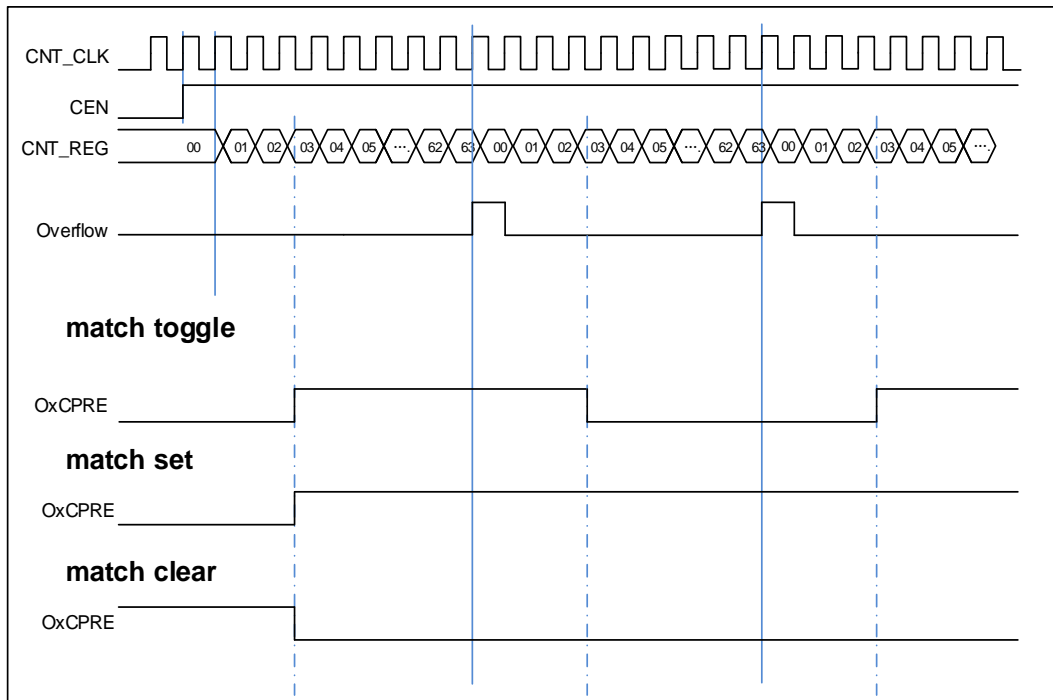 CNT_CLK
CEN
CNT_REG 00 01 02 03 04 05 .... 62 63 00 01 02 03 04 05 .... 62 63 00 01 02 03 04 05 ....
Overflow
match toggle
OxCPRE
match set
OxCPRE
match clear
OxCPRE